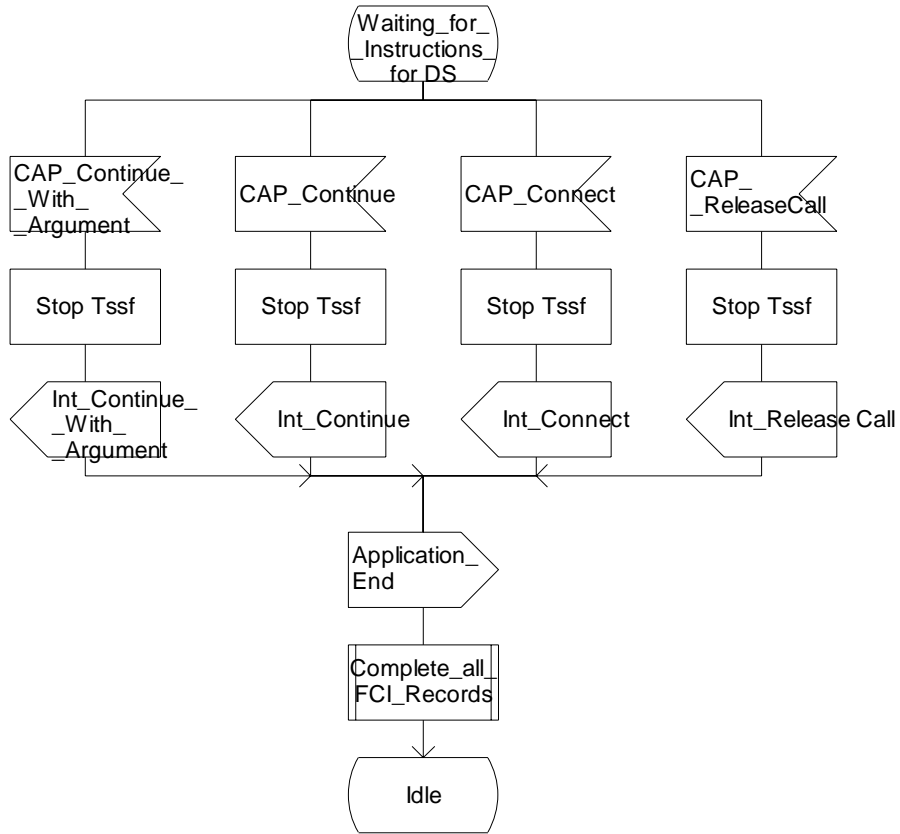 Waiting_for_
_Instructions_
for DS
CAP_Continue_
_With_
_Argument
CAP_Continue
CAP_Connect
CAP_
_ReleaseCall
Stop Tssf
Stop Tssf
Stop Tssf
Stop Tssf
Int_Continue_
_With_
_Argument
Int_Continue
Int_Connect
Int_Release Call
Application_
End
Complete_all_
FCI_Records
Idle